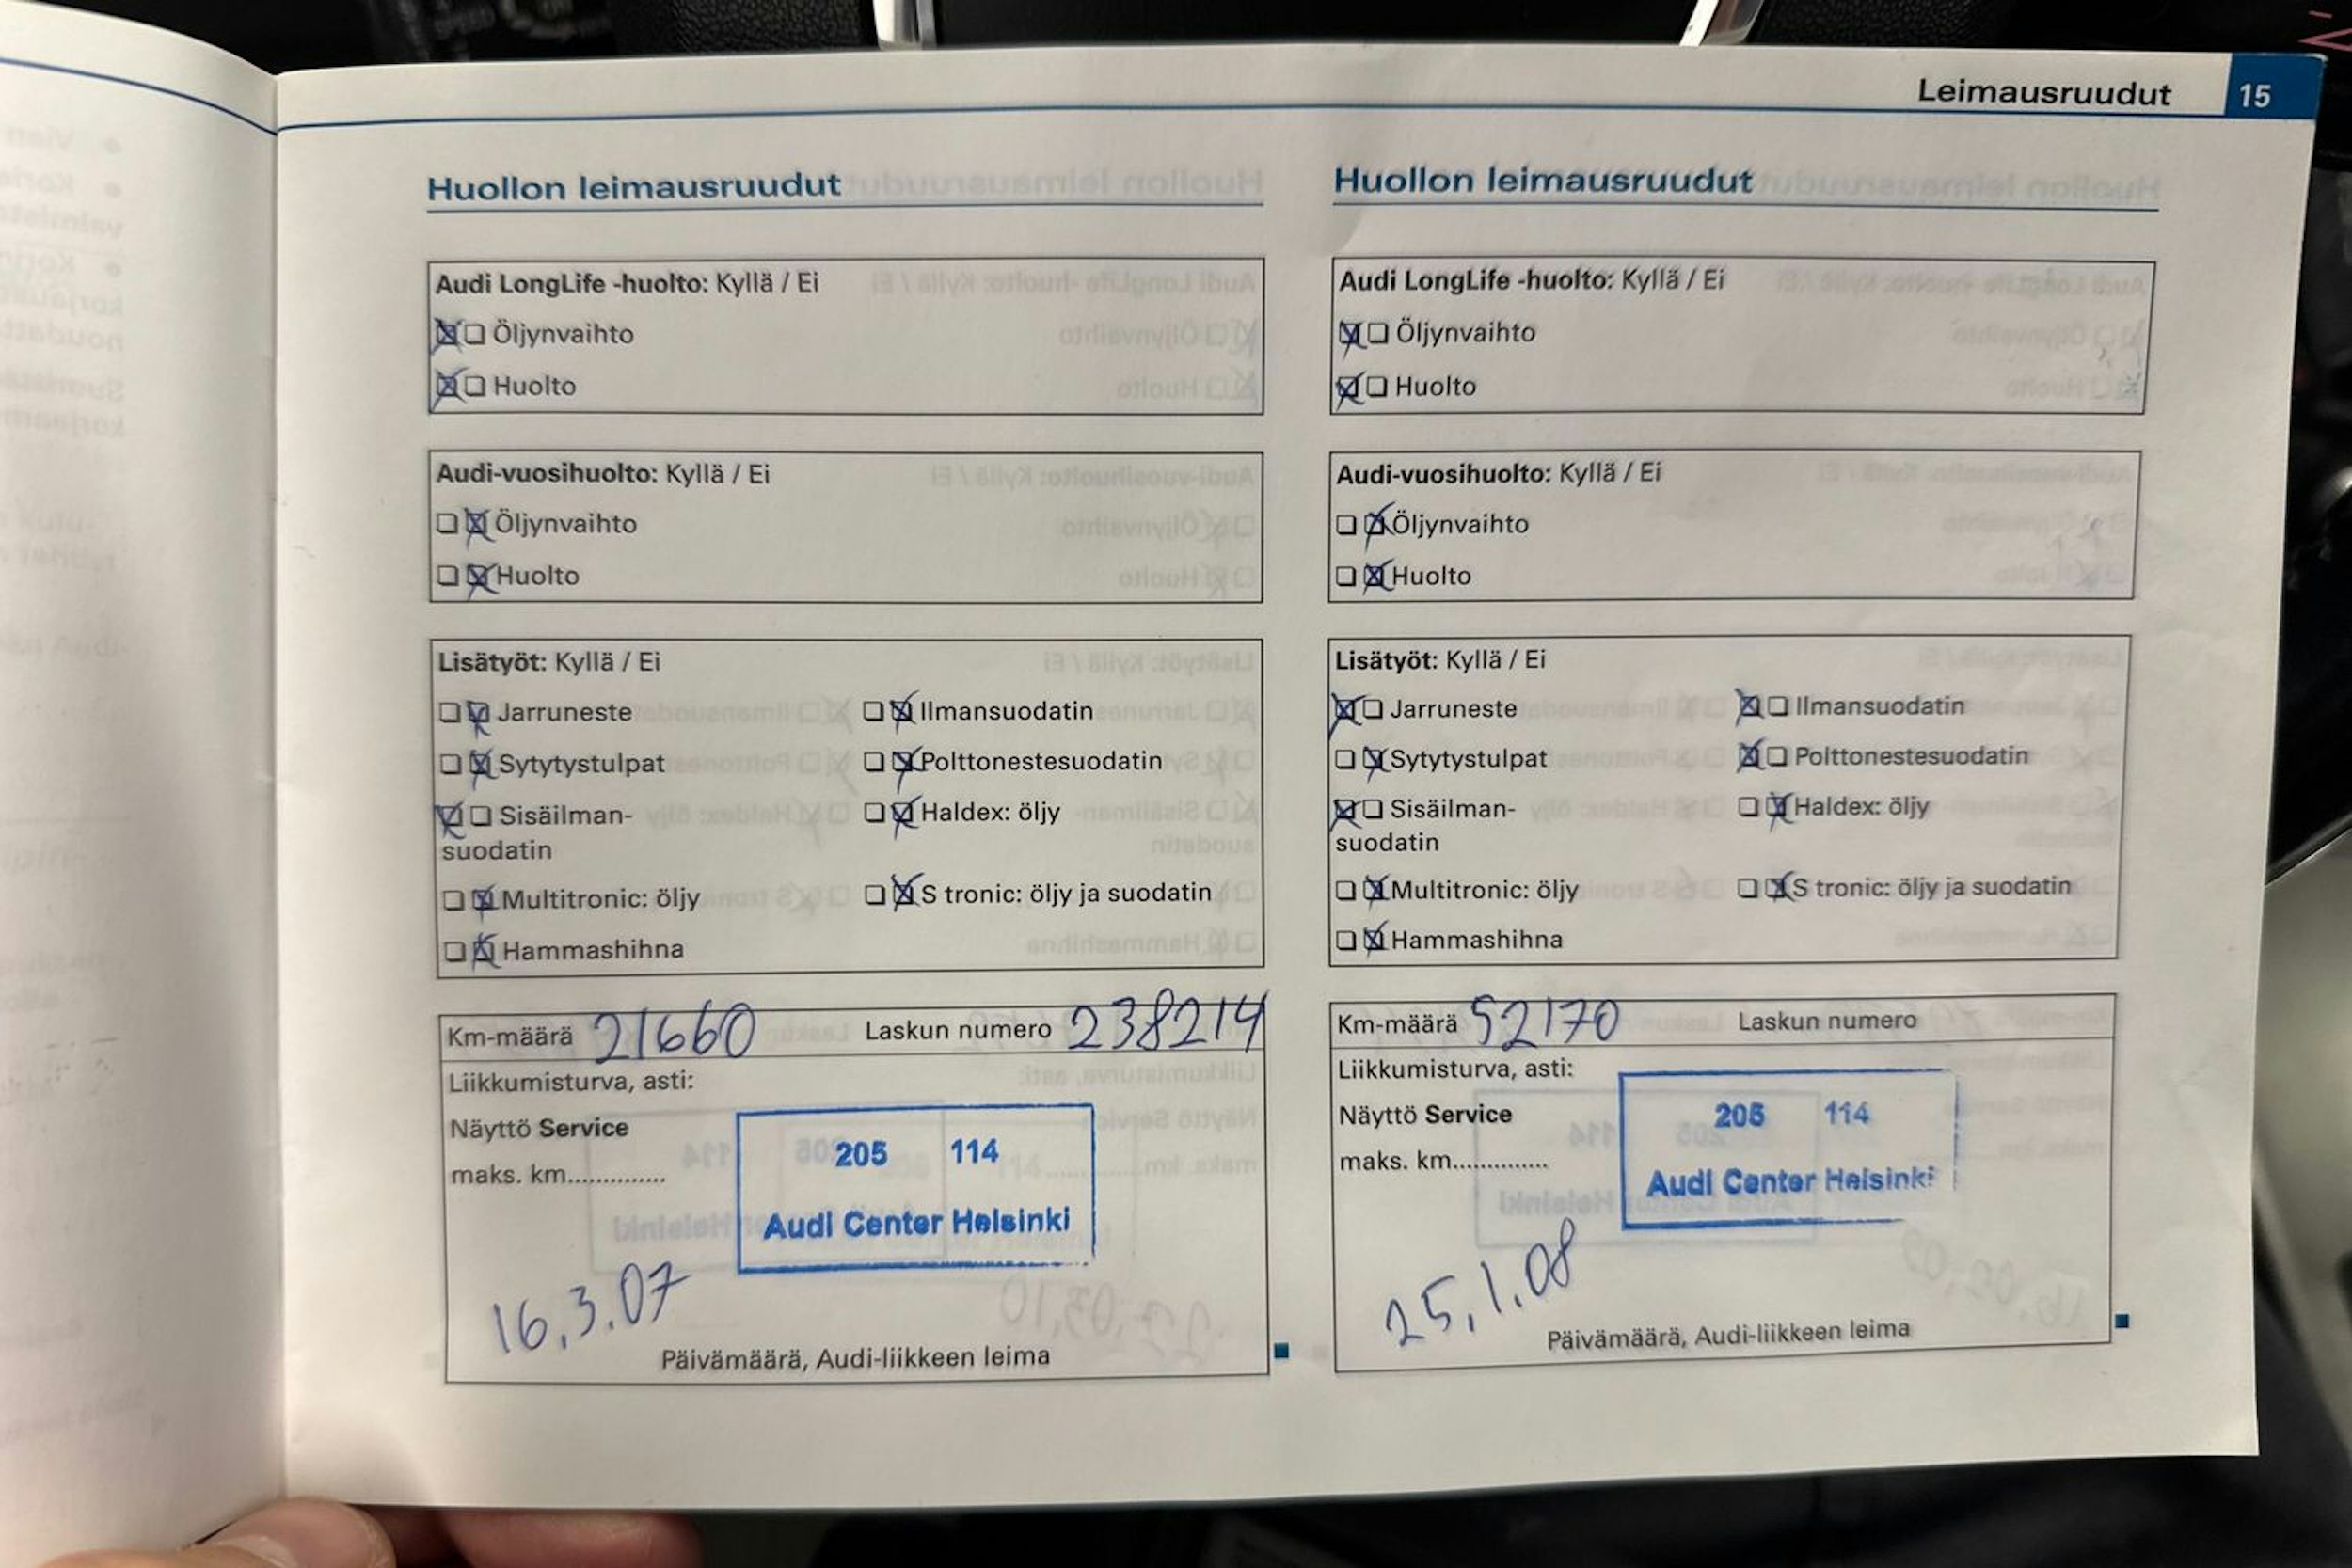 Leimausruudut 15
Huollon leimausruudut
Audi LongLife -huolto: Kyllä / Ei
Öljynvaihto
Huolto
Audi-vuosihuolto: Kyllä / Ei
Öljynvaihto
Huolto
Lisätyöt: Kyllä / Ei
Jarruneste
Ilmansuodatin
Sytytystulpat
Polttonestesuodatin
Sisäilman-
suodatin
Haldex: öljy
Multitronic: öljy
S tronic: öljy ja suodatin
Hammashihna
Km-määrä 21660 Laskun numero 238214
Liikkumisturva, asti:
Näyttö Service
maks. km..............
205 114
Audi Center Helsinki
16.3.07
Päivämäärä, Audi-liikkeen leima
Huollon leimausruudut
Audi LongLife -huolto: Kyllä / Ei
Öljynvaihto
Huolto
Audi-vuosihuolto: Kyllä / Ei
Öljynvaihto
Huolto
Lisätyöt: Kyllä / Ei
Jarruneste
Ilmansuodatin
Sytytystulpat
Polttonestesuodatin
Sisäilman-
suodatin
Haldex: öljy
Multitronic: öljy
S tronic: öljy ja suodatin
Hammashihna
Km-määrä 52170 Laskun numero
Liikkumisturva, asti:
Näyttö Service
maks. km..............
205 114
Audi Center Helsinki
25.1.08
Päivämäärä, Audi-liikkeen leima